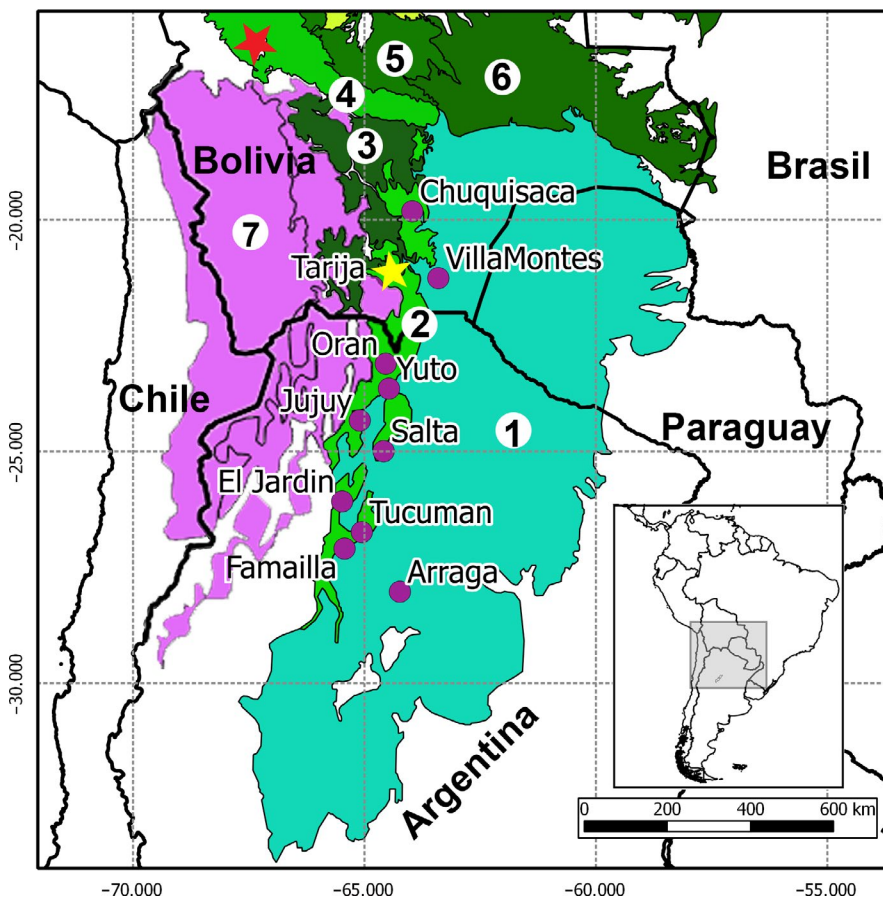 5
6
4
3
Bolivia
Brasil
Chuquisaca
-20.000
7
Tarija
VillaMontes
2
Oran
Yuto
Chile
Jujuy
Salta
1
Paraguay
-25.000
El Jardin
Tucuman
Famailla
Arraga
-30.000
Argentina
0 200 400 600 km
-70.000 -65.000 -60.000 -55.000